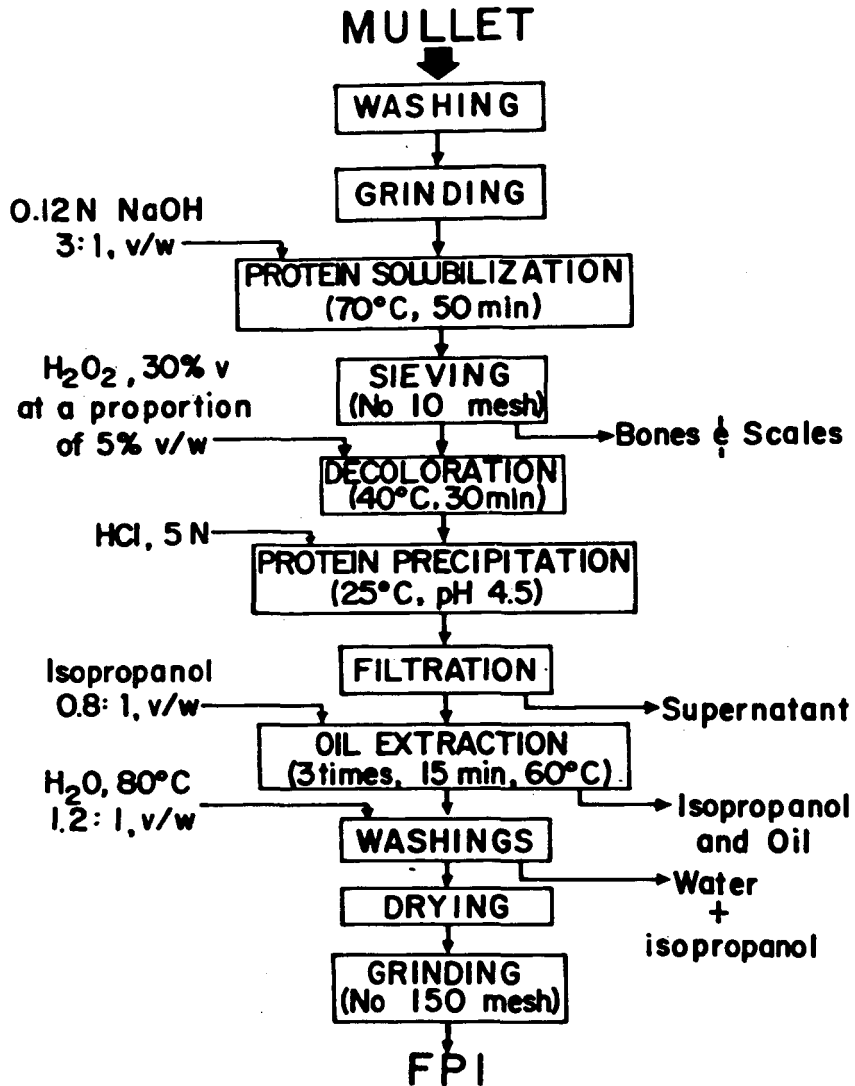 MULLET
WASHING
GRINDING
0.12N NaOH
3:1, v/w
PROTEIN SOLUBILIZATION
(70°C, 50 min)
H₂O₂, 30% v
at a proportion
of 5% v/w
SIEVING
(No 10 mesh)
Bones & Scales
DECOLORATION
(40°C, 30min)
HCl, 5N
PROTEIN PRECIPITATION
(25°C, pH 4.5)
FILTRATION
Supernatant
Isopropanol
0.8:1, v/w
OIL EXTRACTION
(3 times, 15 min, 60°C)
Isopropanol
and Oil
H₂O, 80°C
1.2:1, v/w
WASHINGS
Water
+
isopropanol
DRYING
GRINDING
(No 150 mesh)
FPI